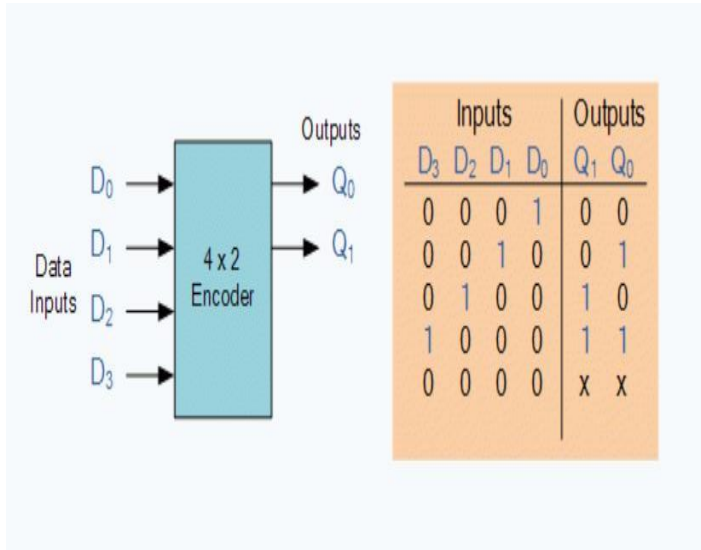 Outputs
D₀
Q₀
D₁
Q₁
Data
Inputs
4 x 2
Encoder
D₂
D₃
Inputs Outputs
D₃ D₂ D₁ D₀ Q₁ Q₀
0 0 0 1 0 0
0 0 1 0 0 1
0 1 0 0 1 0
1 0 0 0 1 1
0 0 0 0 x x